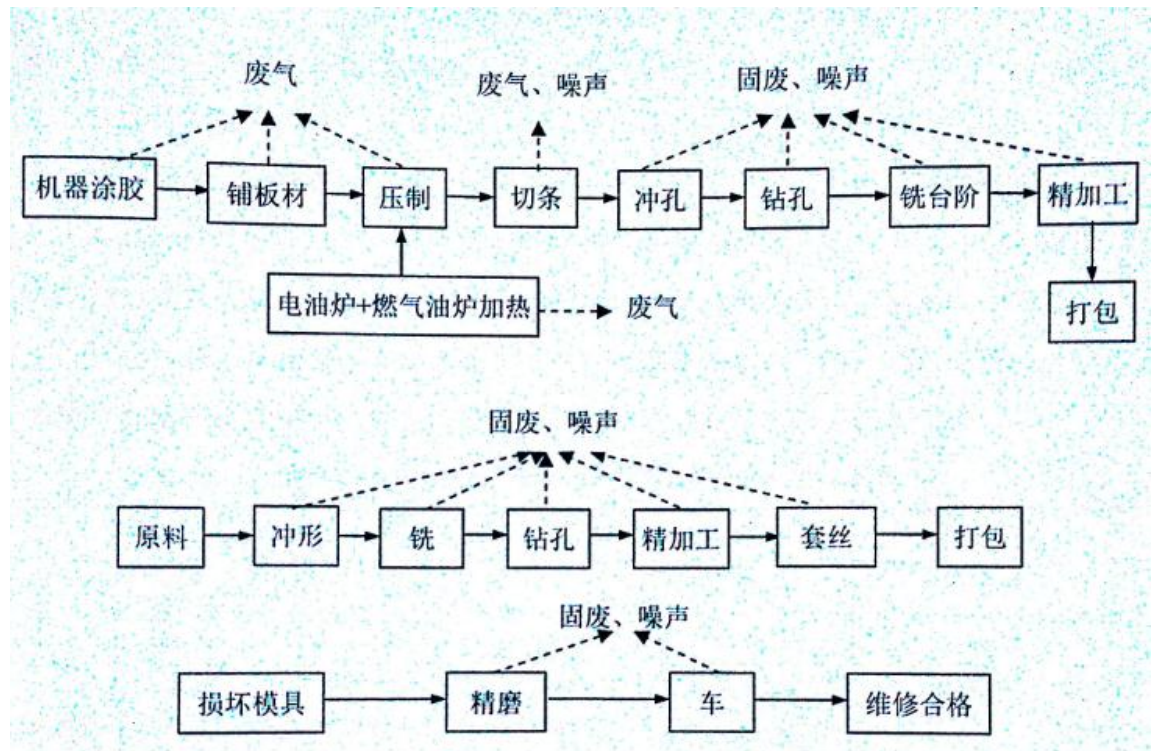 废气
废气、噪声
固废、噪声
机器涂胶
铺板材
压制
切条
冲孔
钻孔
铣台阶
精加工
电油炉+燃气油炉加热
废气
打包
固废、噪声
原料
冲形
铣
钻孔
精加工
套丝
打包
固废、噪声
损坏模具
精磨
车
维修合格